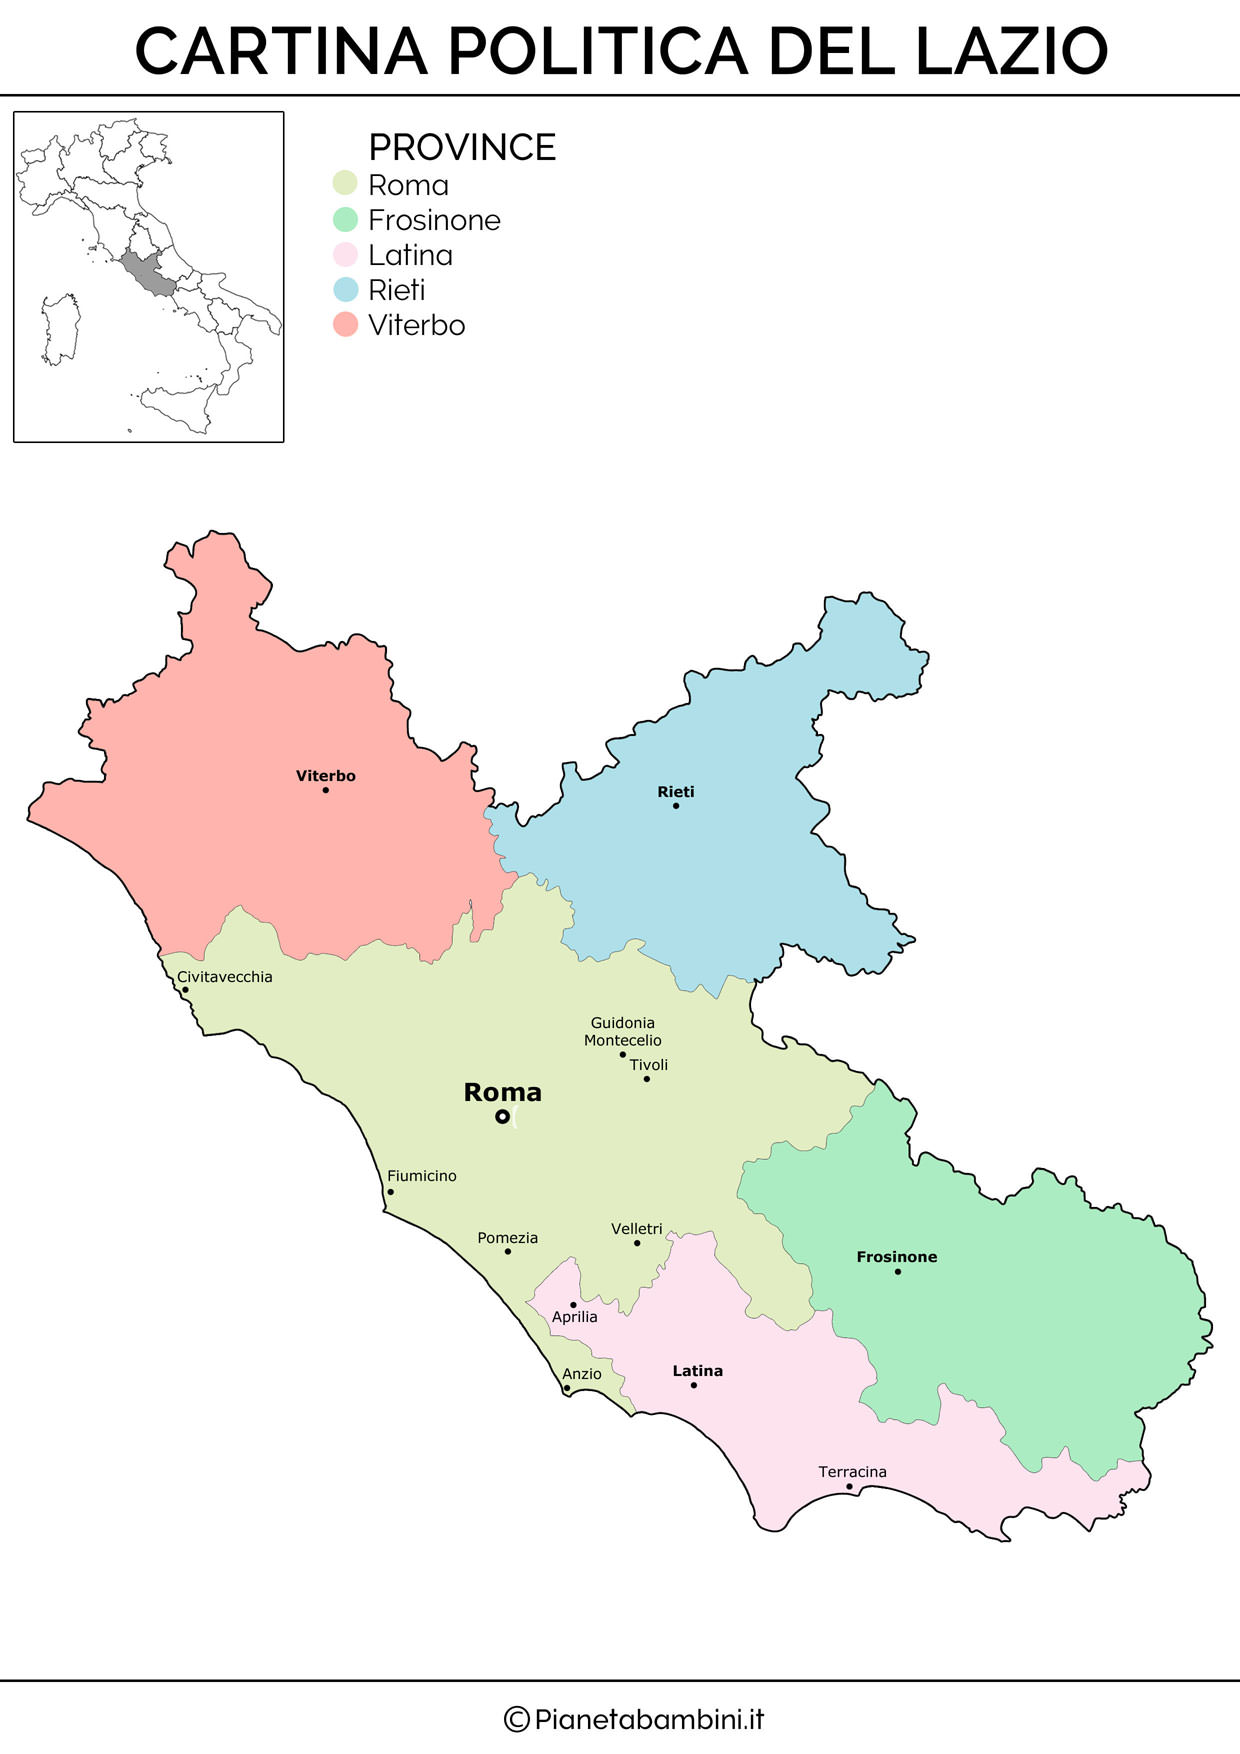 CARTINA POLITICA DEL LAZIO
PROVINCE
Roma
Frosinone
Latina
Rieti
Viterbo
Viterbo
Rieti
Civitavecchia
Guidonia
Montecelio
Tivoli
Roma
Fiumicino
Velletri
Pomezia
Frosinone
Aprilia
Latina
Anzio
Terracina
©Pianetabambini.it